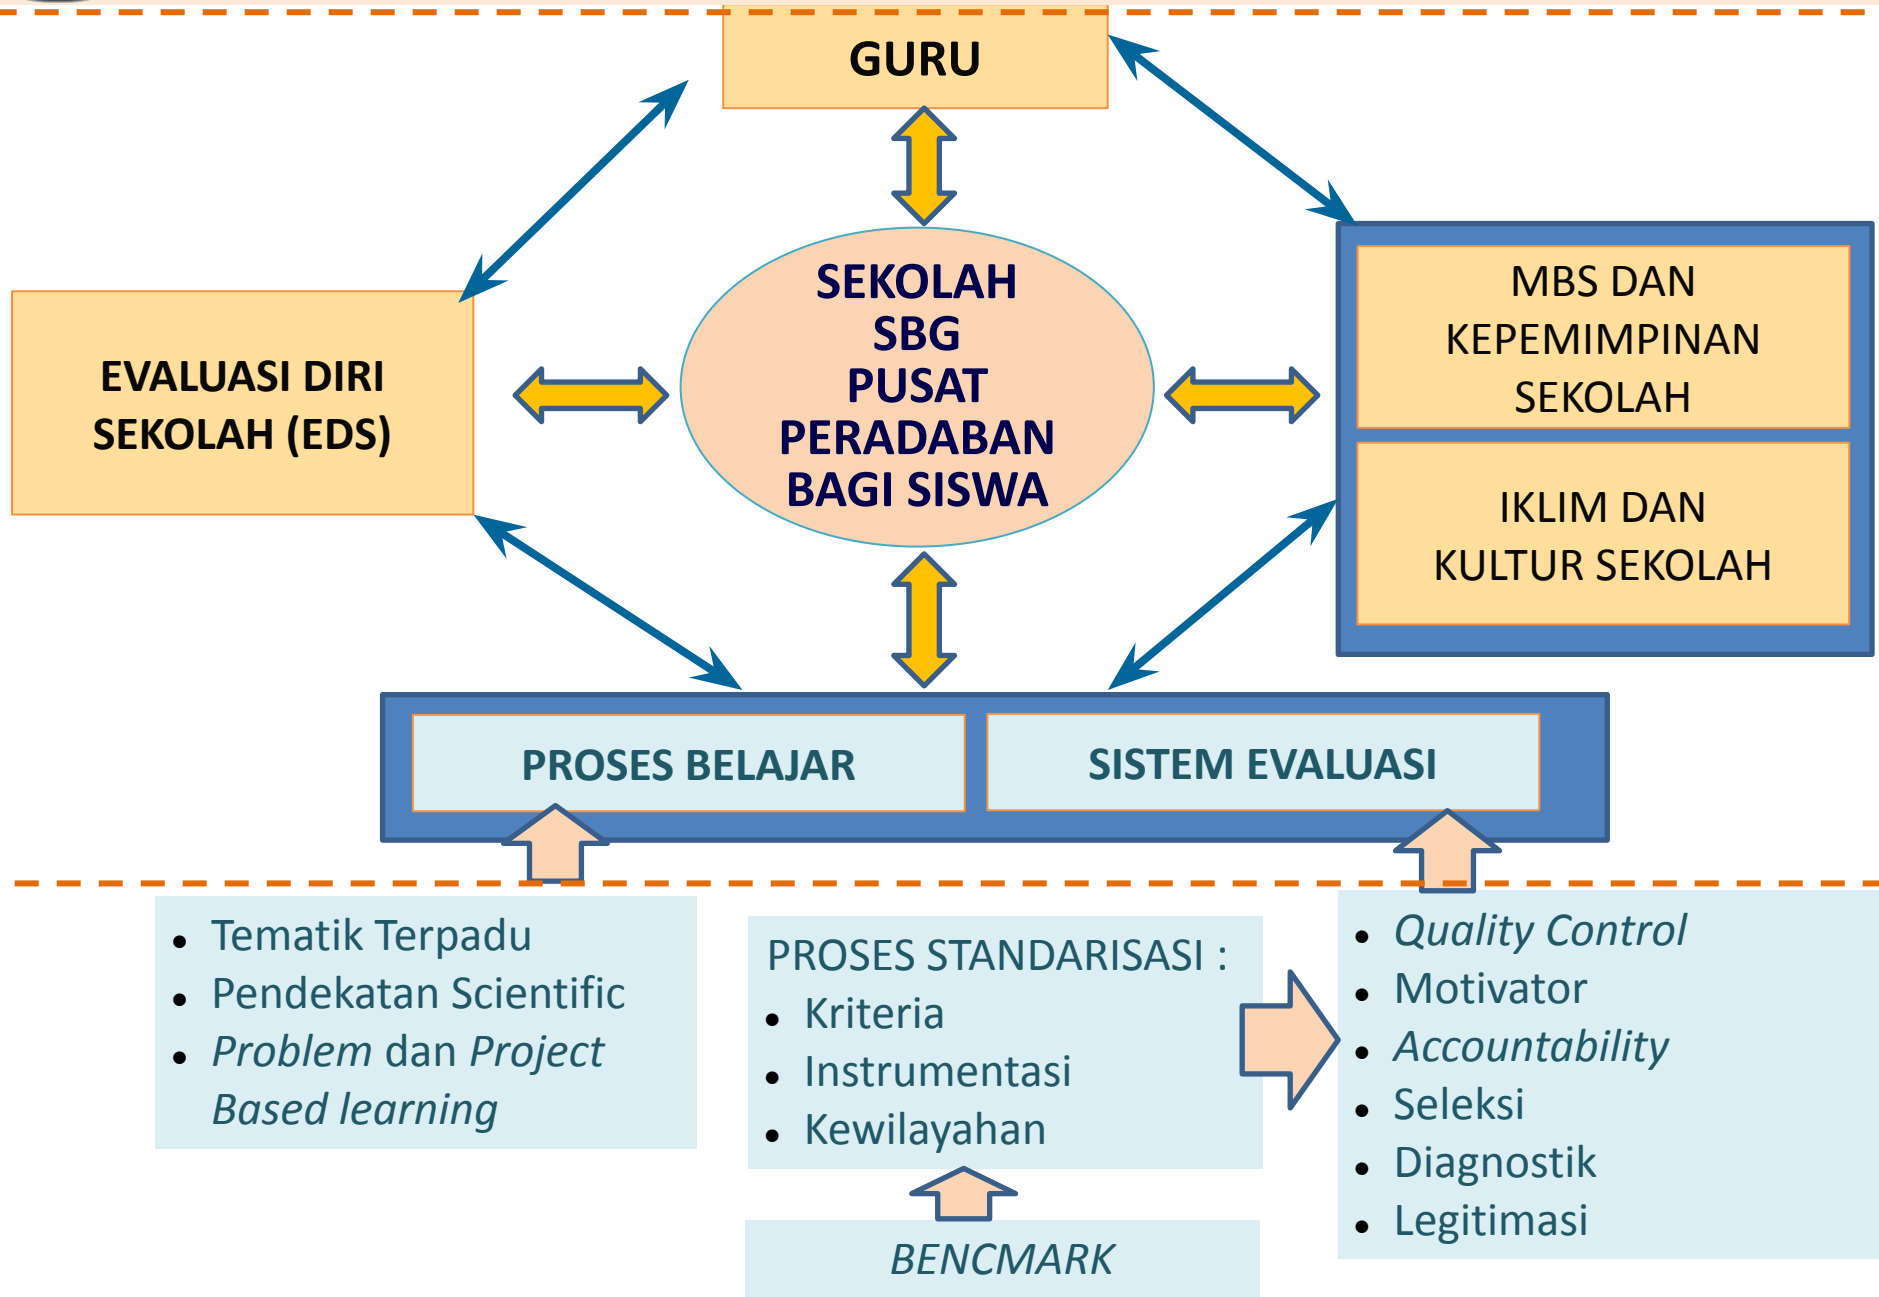 GURU
SEKOLAH
SBG
PUSAT
PERADABAN
BAGI SISWA
EVALUASI DIRI
SEKOLAH (EDS)
MBS DAN
KEPEMIMPINAN
SEKOLAH
IKLIM DAN
KULTUR SEKOLAH
PROSES BELAJAR
SISTEM EVALUASI
• Tematik Terpadu
• Pendekatan Scientific
• Problem dan Project
Based learning
PROSES STANDARISASI :
• Kriteria
• Instrumentasi
• Kewilayahan
BENCMARK
• Quality Control
• Motivator
• Accountability
• Seleksi
• Diagnostik
• Legitimasi